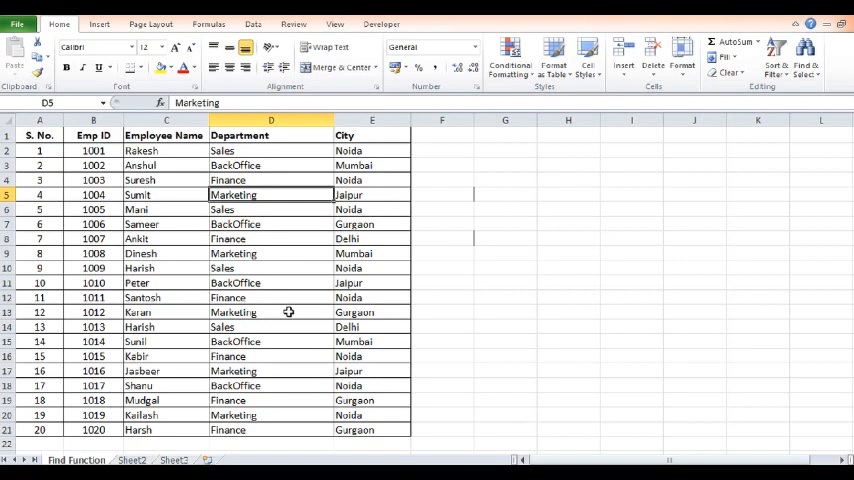 File Home Insert Page Layout Formulas Data Review View Developer
Calibri 12 A A Wrap Text General AutoSum
Paste B I U A Merge & Center % , Conditional Formatting Format as Table Cell Styles Insert Delete Format Fill Clear Sort & Filter Find & Select
Clipboard Font Alignment Number Styles Cells Editing
D5 fx Marketing
A B C D E F G H I J K L
1 S. No. Emp ID Employee Name Department City
2 1 1001 Rakesh Sales Noida
3 2 1002 Anshul BackOffice Mumbai
4 3 1003 Suresh Finance Noida
5 4 1004 Sumit Marketing Jaipur
6 5 1005 Mani Sales Noida
7 6 1006 Sameer BackOffice Gurgaon
8 7 1007 Ankit Finance Delhi
9 8 1008 Dinesh Marketing Mumbai
10 9 1009 Harish Sales Noida
11 10 1010 Peter BackOffice Jaipur
12 11 1011 Santosh Finance Noida
13 12 1012 Karan Marketing Gurgaon
14 13 1013 Harish Sales Delhi
15 14 1014 Sunil BackOffice Mumbai
16 15 1015 Kabir Finance Noida
17 16 1016 Jasbeer Marketing Jaipur
18 17 1017 Shanu BackOffice Noida
19 18 1018 Mudgal Finance Gurgaon
20 19 1019 Kailash Marketing Noida
21 20 1020 Harsh Finance Gurgaon
22
Find Function Sheet2 Sheet3